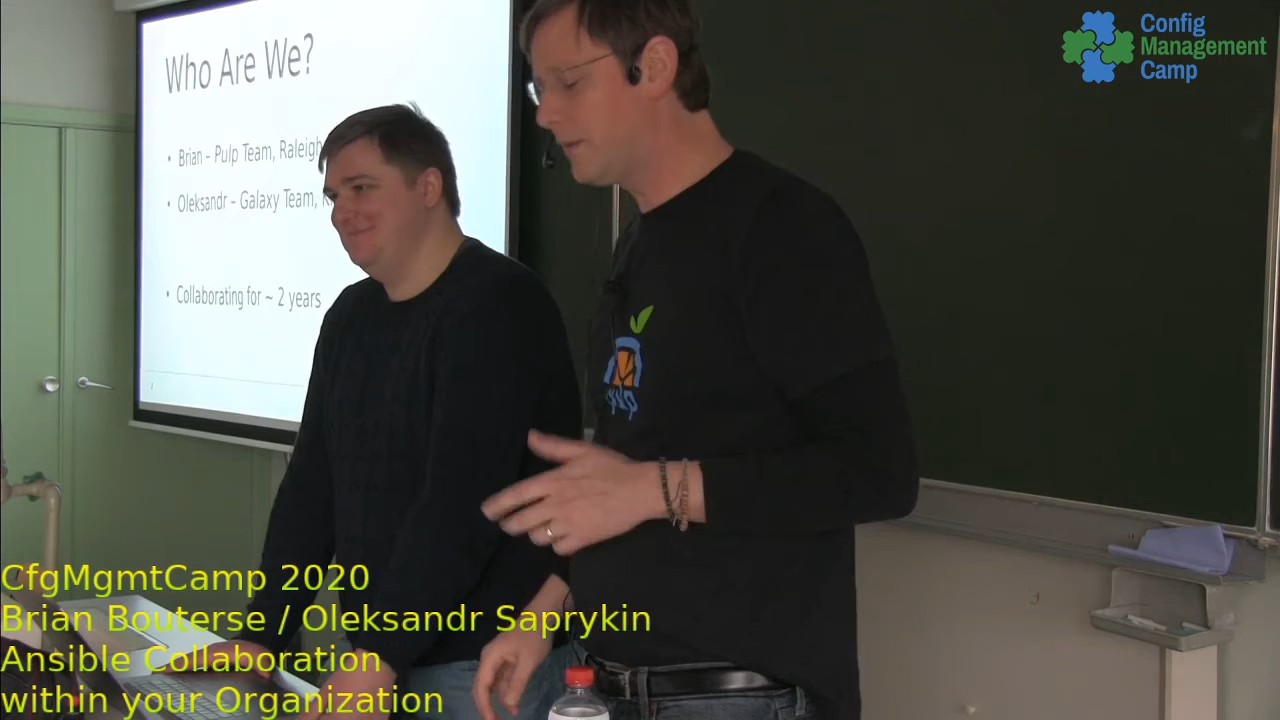 Config
Management
Camp
Who Are We?
• Brian – Pulp Team, Raleigh
• Oleksandr – Galaxy Team,
• Collaborating for ~ 2 years
2
CfgMgmtCamp 2020
Brian Bouterse / Oleksandr Saprykin
Ansible Collaboration
within your Organization